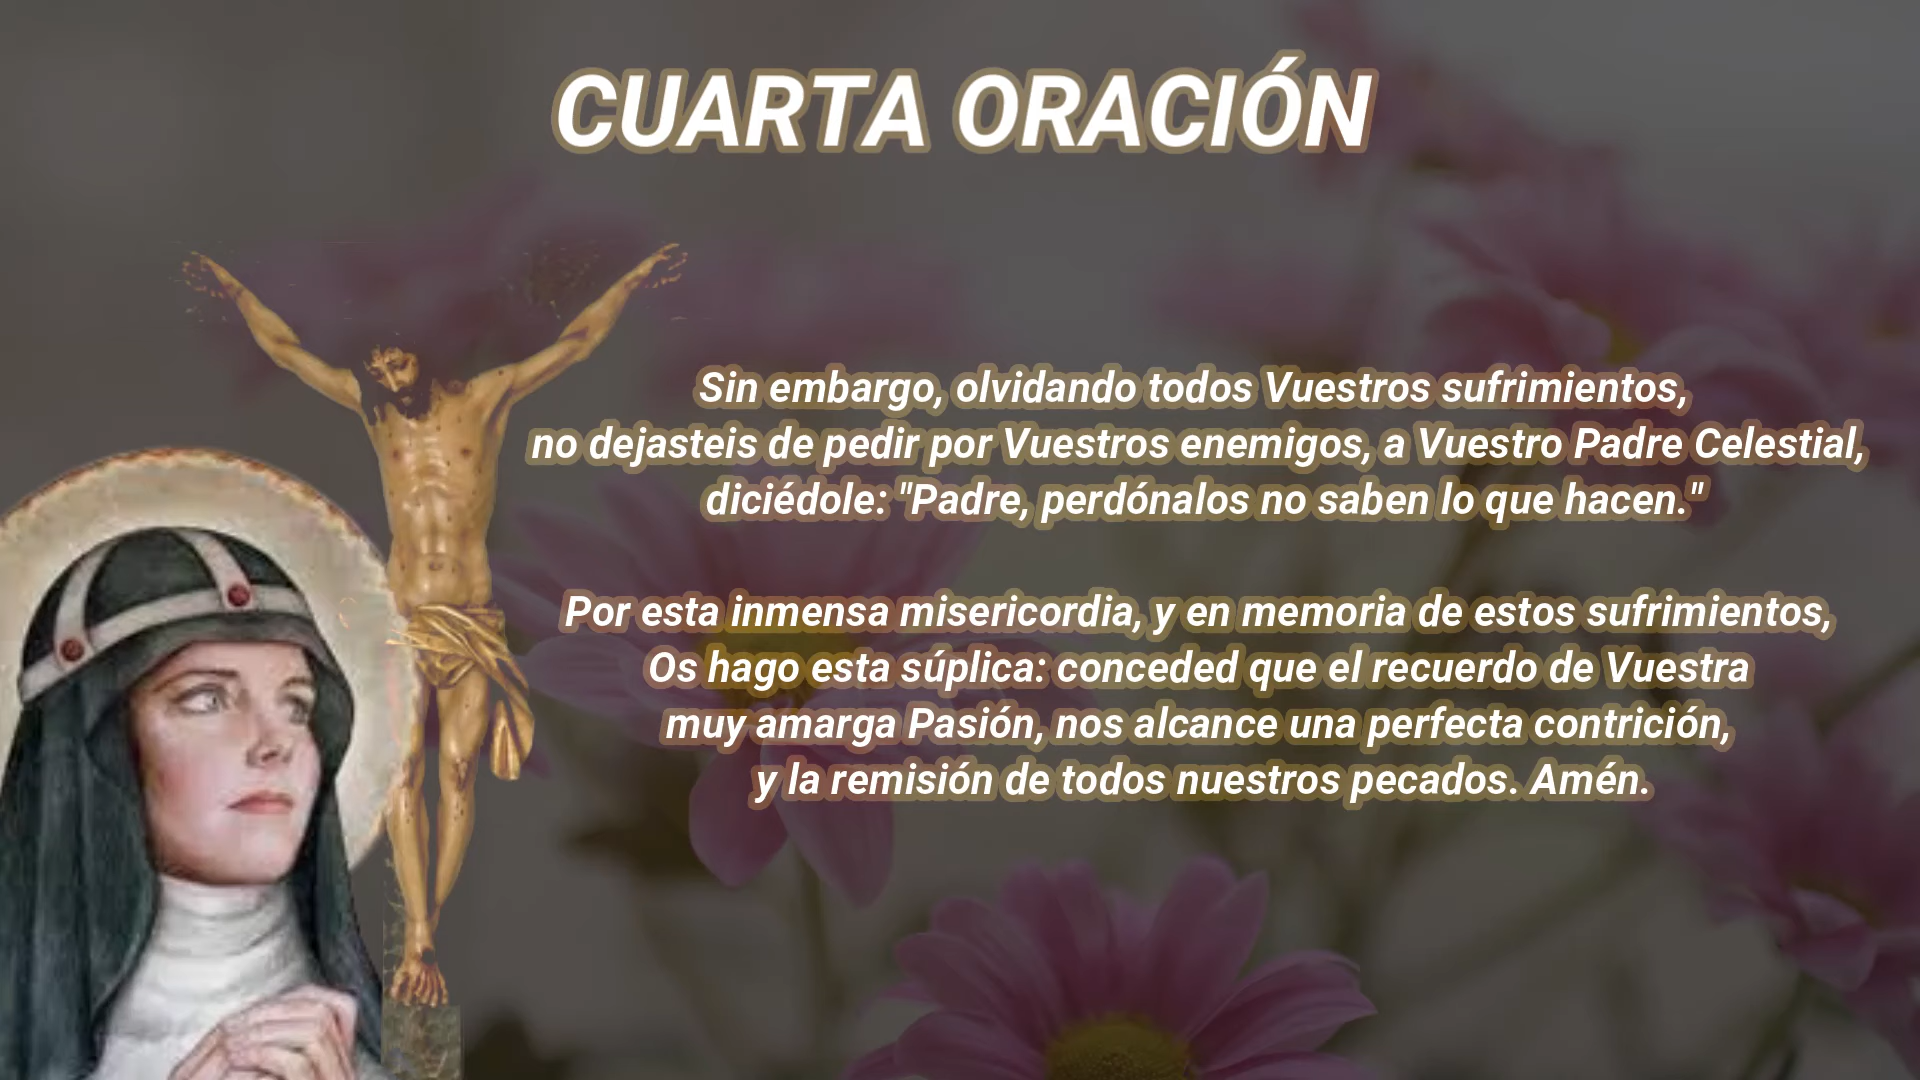 CUARTA ORACIÓN
Sin embargo, olvidando todos Vuestros sufrimientos,
no dejasteis de pedir por Vuestros enemigos, a Vuestro Padre Celestial,
diciédole: "Padre, perdónalos no saben lo que hacen."
Por esta inmensa misericordia, y en memoria de estos sufrimientos,
Os hago esta súplica: conceded que el recuerdo de Vuestra
muy amarga Pasión, nos alcance una perfecta contrición,
y la remisión de todos nuestros pecados. Amén.